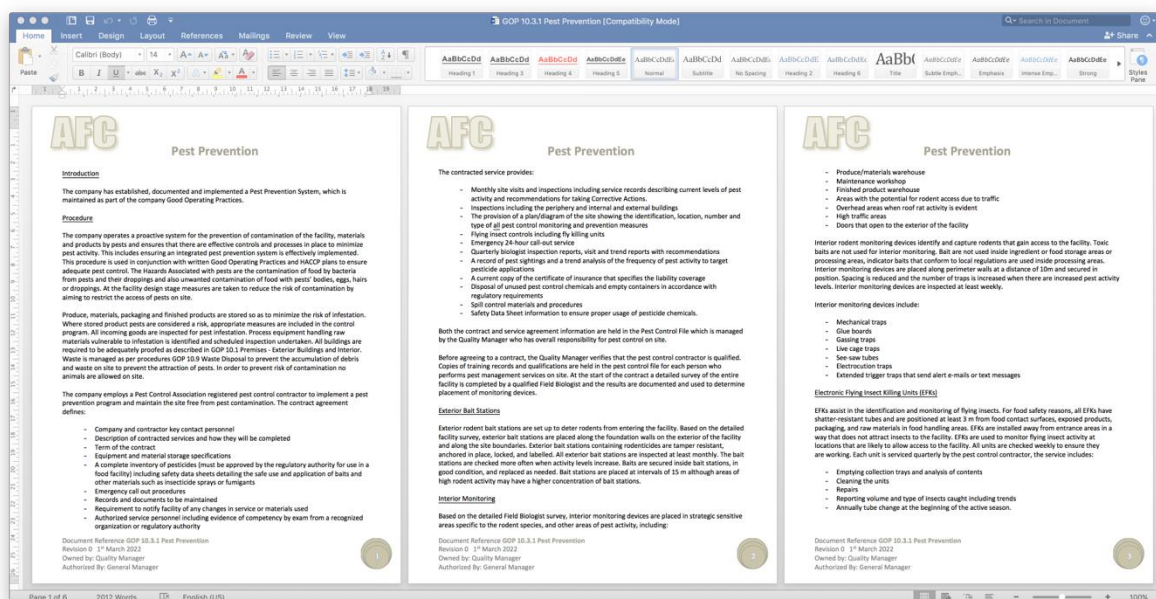 GOP 10.3.1 Pest Prevention [Compatibility Mode]
Search in Document
Home Insert Design Layout References Mailings Review View
Share
Paste
Calibri (Body) 14
AaBbCcDd AaBbCcDd AaBbCcDd AaBbCcDdEe AaBbCcDdEe AaBbCcDd AaBbCcDdEe AaBbCcDdEe AaBbCcDdEe AaBb( AaBbCcDdEe AaBbCcDdEe AaBbCcDdEe AaBbCcDdEe
Heading 1 Heading 3 Heading 4 Heading 5 Normal Subtitle No Spacing Heading 2 Heading 6 Title Subtle Emph... Emphasis Intense Emp... Strong
Styles Pane
AFC
Pest Prevention
Introduction
The company has established, documented and implemented a Pest Prevention System, which is
maintained as part of the company Good Operating Practices.
Procedure
The company operates a proactive system for the prevention of contamination of the facility, materials
and products by pests and ensures that there are effective controls and processes in place to minimize
pest activity. This includes ensuring an integrated pest prevention system is effectively implemented.
This procedure is used in conjunction with written Good Operating Practices and HACCP plans to ensure
adequate pest control. The Hazards Associated with pests are the contamination of food by bacteria
from pests and their droppings and also unwanted contamination of food with pests' bodies, eggs, hairs
or droppings. At the facility design stage measures are taken to reduce the risk of contamination by
aiming to restrict the access of pests on site.
Produce, materials, packaging and finished products are stored so as to minimize the risk of infestation.
Where stored product pests are considered a risk, appropriate measures are included in the control
program. All incoming goods are inspected for pest infestation. Process equipment handling raw
materials vulnerable to infestation is identified and scheduled inspection undertaken. All buildings are
required to be adequately proofed as described in GOP 10.1 Premises - Exterior Buildings and Interior.
Waste is managed as per procedures GOP 10.9 Waste Disposal to prevent the accumulation of debris
and waste on site to prevent the attraction of pests. In order to prevent risk of contamination no
animals are allowed on site.
The company employs a Pest Control Association registered pest control contractor to implement a pest
prevention program and maintain the site free from pest contamination. The contract agreement
defines:
- Company and contractor key contact personnel
- Description of contracted services and how they will be completed
- Term of the contract
- Equipment and material storage specifications
- A complete inventory of pesticides (must be approved by the regulatory authority for use in a
food facility) including safety data sheets detailing the safe use and application of baits and
other materials such as insecticide sprays or fumigants
- Emergency call out procedures
- Records and documents to be maintained
- Requirement to notify facility of any changes in service or materials used
- Authorized service personnel including evidence of competency by exam from a recognized
organization or regulatory authority
Document Reference GOP 10.3.1 Pest Prevention
Revision 0 1st March 2022
Owned by: Quality Manager
Authorized By: General Manager
1
AFC
Pest Prevention
The contracted service provides:
- Monthly site visits and inspections including service records describing current levels of pest
activity and recommendations for taking Corrective Actions.
- Inspections including the periphery and internal and external buildings
- The provision of a plan/diagram of the site showing the identification, location, number and
type of all pest control monitoring and prevention measures
- Flying insect controls including fly killing units
- Emergency 24-hour call-out service
- Quarterly biologist inspection reports, visit and trend reports with recommendations
- A record of pest sightings and a trend analysis of the frequency of pest activity to target
pesticide applications
- A current copy of the certificate of insurance that specifies the liability coverage
- Disposal of unused pest control chemicals and empty containers in accordance with
regulatory requirements
- Spill control materials and procedures
- Safety Data Sheet information to ensure proper usage of pesticide chemicals.
Both the contract and service agreement information are held in the Pest Control File which is managed
by the Quality Manager who has overall responsibility for pest control on site.
Before agreeing to a contract, the Quality Manager verifies that the pest control contractor is qualified.
Copies of training records and qualifications are held in the pest control file for each person who
performs pest management services on site. At the start of the contract a detailed survey of the entire
facility is completed by a qualified Field Biologist and the results are documented and used to determine
placement of monitoring devices.
Exterior Bait Stations
Exterior rodent bait stations are set up to deter rodents from entering the facility. Based on the detailed
facility survey, exterior bait stations are placed along the foundation walls on the exterior of the facility
and along the site boundaries. Exterior bait stations containing rodenticides are tamper resistant,
anchored in place, locked, and labelled. All exterior bait stations are inspected at least monthly. The bait
stations are checked more often when activity levels increase. Baits are secured inside bait stations, in
good condition, and replaced as needed. Bait stations are placed at intervals of 15 m although areas of
high rodent activity may have a higher concentration of bait stations.
Interior Monitoring
Based on the detailed Field Biologist survey, interior monitoring devices are placed in strategic sensitive
areas specific to the rodent species, and other areas of pest activity, including:
Document Reference GOP 10.3.1 Pest Prevention
Revision 0 1st March 2022
Owned by: Quality Manager
Authorized By: General Manager
2
AFC
Pest Prevention
- Produce/materials warehouse
- Maintenance workshop
- Finished product warehouse
- Areas with the potential for rodent access due to traffic
- Overhead areas when roof rat activity is evident
- High traffic areas
- Doors that open to the exterior of the facility
Interior rodent monitoring devices identify and capture rodents that gain access to the facility. Toxic
baits are not used for interior monitoring. Bait are not used inside ingredient or food storage areas or
processing areas, indicator baits that conform to local regulations are used inside processing areas.
Interior monitoring devices are placed along perimeter walls at a distance of 10m and secured in
position. Spacing is reduced and the number of traps is increased when there are increased pest activity
levels. Interior monitoring devices are inspected at least weekly.
Interior monitoring devices include:
- Mechanical traps
- Glue boards
- Gassing traps
- Live cage traps
- See-saw tubes
- Electrocution traps
- Extended trigger traps that send alert e-mails or text messages
Electronic Flying Insect Killing Units (EFKs)
EFKs assist in the identification and monitoring of flying insects. For food safety reasons, all EFKs have
shatter-resistant tubes and are positioned at least 3 m from food contact surfaces, exposed products,
packaging, and raw materials in food handling areas. EFKs are installed away from entrance areas in a
way that does not attract insects to the facility. EFKs are used to monitor flying insect activity at
locations that are likely to allow access to the facility. All units are checked weekly to ensure they
are working. Each unit is serviced quarterly by the pest control contractor, the service includes:
- Emptying collection trays and analysis of contents
- Cleaning the units
- Repairs
- Reporting volume and type of insects caught including trends
- Annually tube change at the beginning of the active season.
Document Reference GOP 10.3.1 Pest Prevention
Revision 0 1st March 2022
Owned by: Quality Manager
Authorized By: General Manager
3
Page 1 of 6 2012 Words English (US) 100%